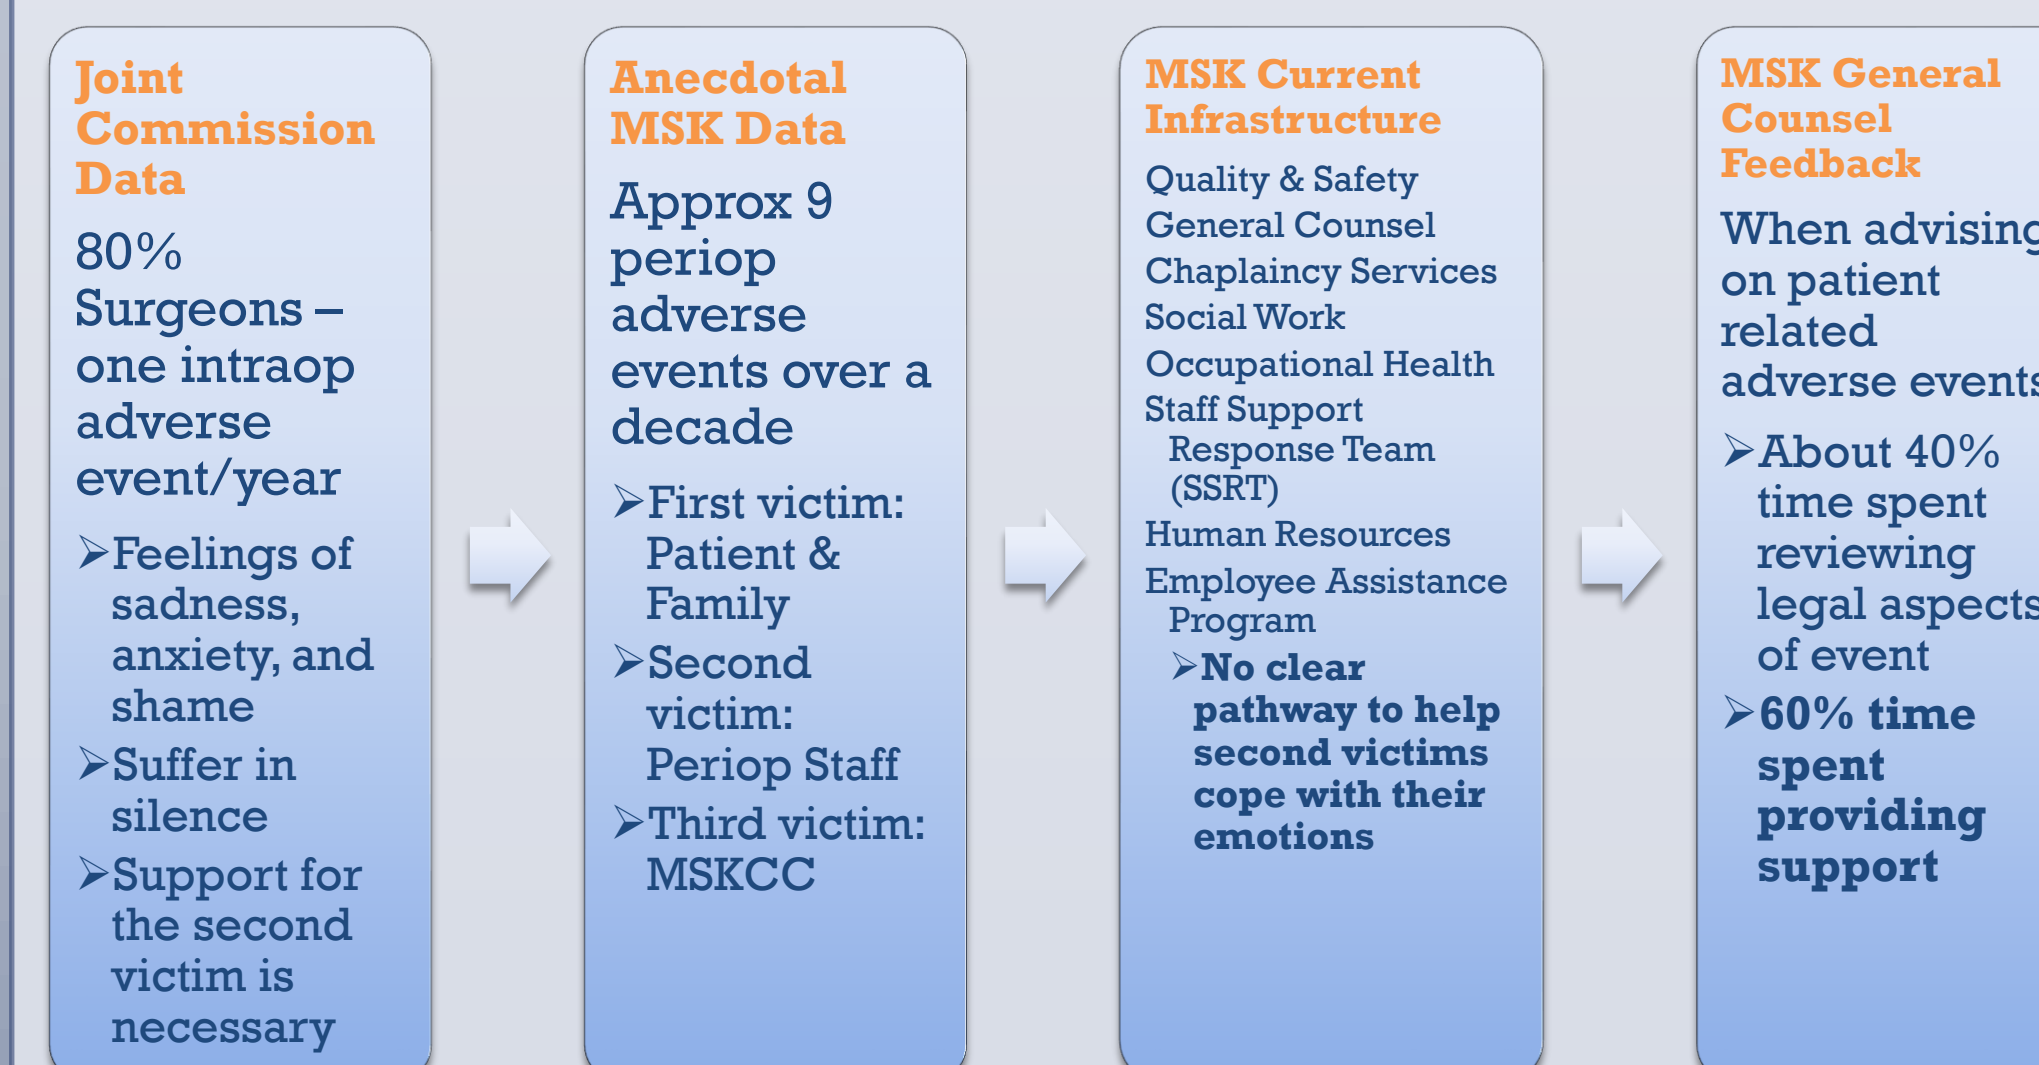 Joint
Commission
Data
80%
Surgeons –
one intraop
adverse
event/year
➢Feelings of
sadness,
anxiety, and
shame
➢Suffer in
silence
➢Support for
the second
victim is
necessary
Anecdotal
MSK Data
Approx 9
periop
adverse
events over a
decade
➢First victim:
Patient &
Family
➢Second
victim:
Periop Staff
➢Third victim:
MSKCC
MSK Current
Infrastructure
Quality & Safety
General Counsel
Chaplaincy Services
Social Work
Occupational Health
Staff Support
Response Team
(SSRT)
Human Resources
Employee Assistance
Program
➢No clear
pathway to help
second victims
cope with their
emotions
MSK General
Counsel
Feedback
When advising
on patient
related
adverse events
➢About 40%
time spent
reviewing
legal aspects
of event
➢60% time
spent
providing
support